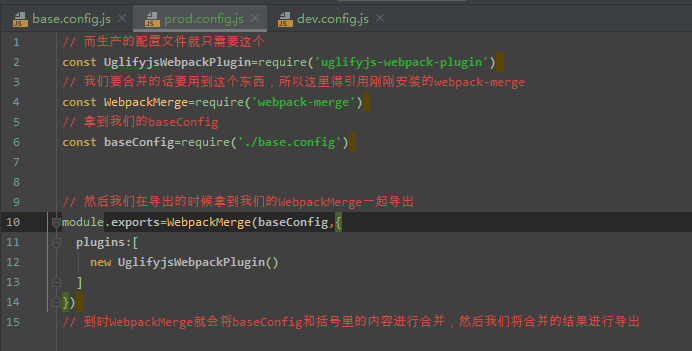 base.config.js × prod.config.js × dev.config.js ×
1 // 而生产的配置文件就只需要这个
2 const UglifyjsWebpackPlugin=require('uglifyjs-webpack-plugin')
3 // 我们要合并的话要用到这个东西，所以这里得引用刚刚安装的webpack-merge
4 const WebpackMerge=require('webpack-merge')
5 // 拿到我们的baseConfig
6 const baseConfig=require('./base.config')
7
8
9 // 然后我们在导出的时候拿到我们的WebpackMerge一起导出
10 module.exports=WebpackMerge(baseConfig,{
11   plugins:[
12     new UglifyjsWebpackPlugin()
13   ]
14 })
15 // 到时WebpackMerge就会将baseConfig和括号里的内容进行合并，然后我们将合并的结果进行导出